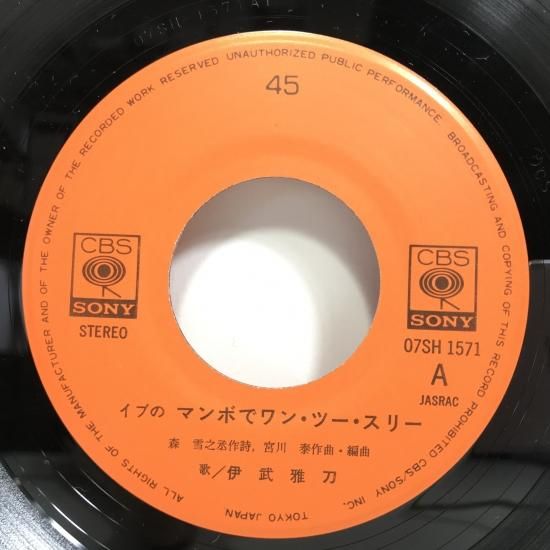 07SH 1571A1
ALL RIGHTS OF THE MANUFACTURER AND OF THE OWNER OF THE RECORDED WORK RESERVED UNAUTHORIZED PUBLIC PERFORMANCE. BROADCASTING AND COPYING OF THIS RECORD PROHIBITED CBS/SONY INC.
45
CBS
SONY
STEREO
CBS
SONY
07SH 1571
A
JASRAC
イブの マンボでワン・ツー・スリー
森 雪之丞作詩, 宮川 泰作曲・編曲
歌/伊武雅刀
TOKYO JAPAN